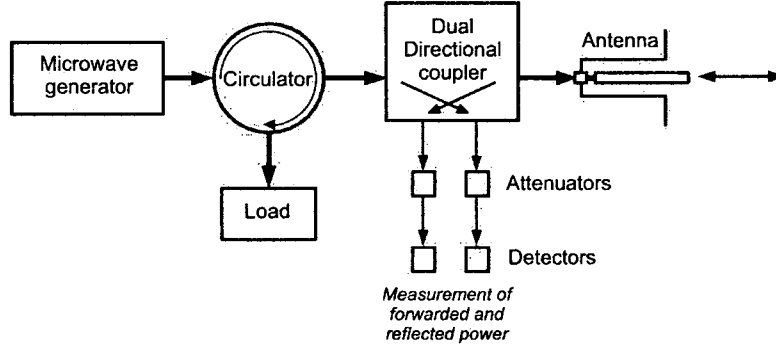 Microwave
generator
Circulator
Load
Dual
Directional
coupler
Antenna
Attenuators
Detectors
Measurement of
forwarded and
reflected power